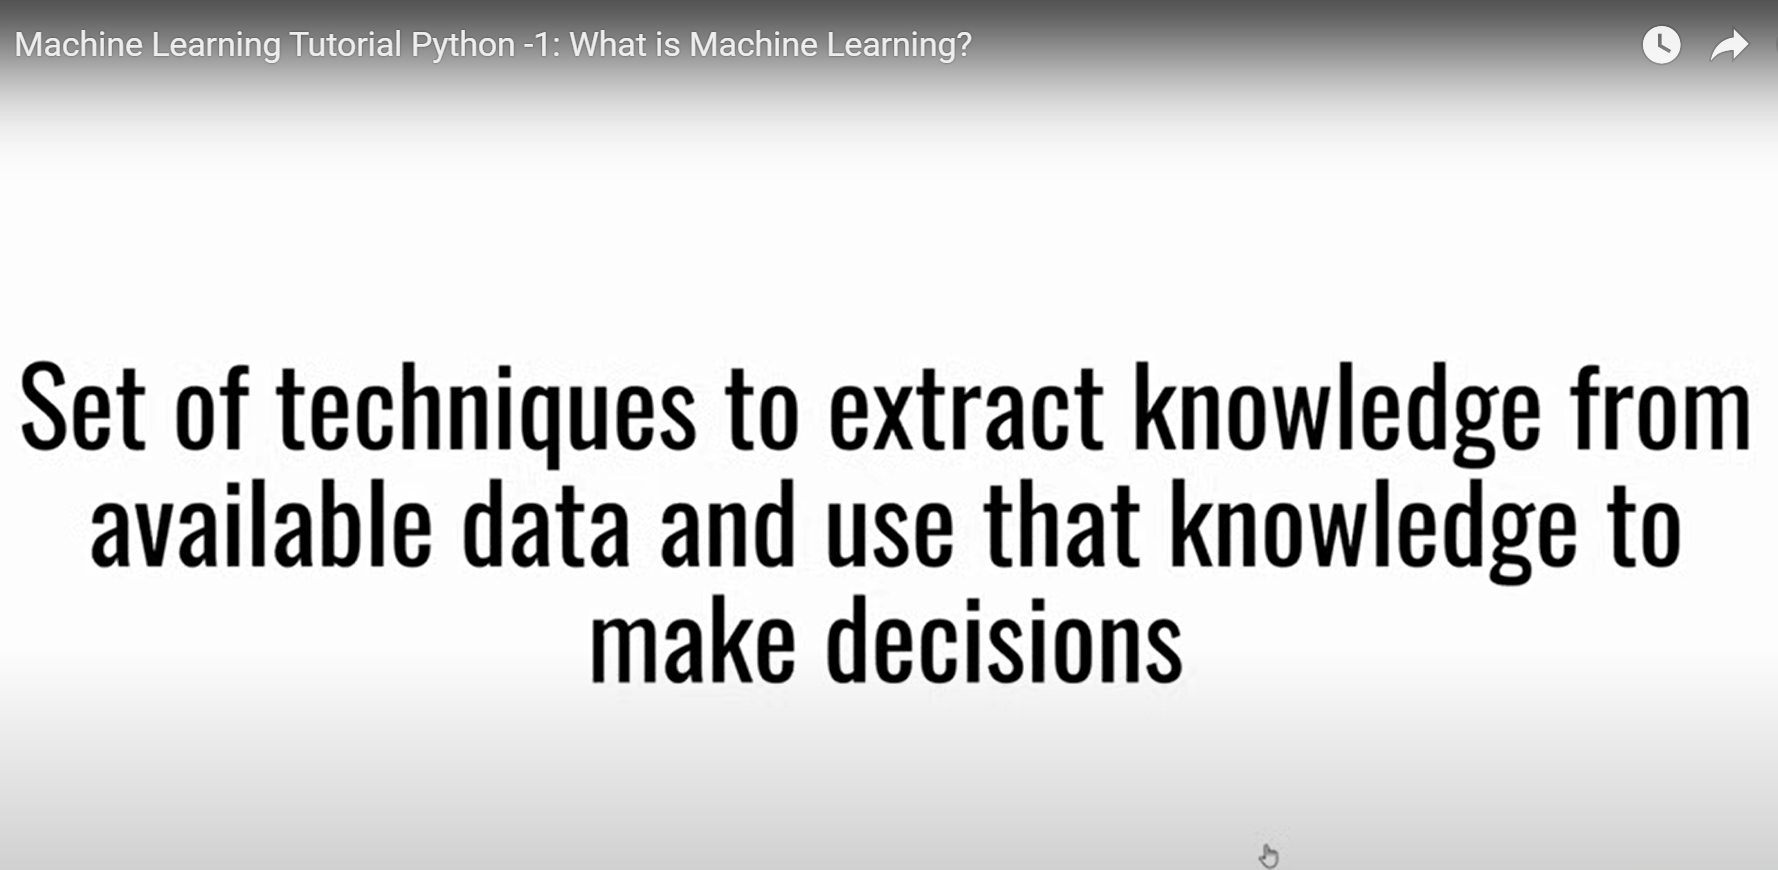 Machine Learning Tutorial Python -1: What is Machine Learning?
Set of techniques to extract knowledge from
available data and use that knowledge to
make decisions